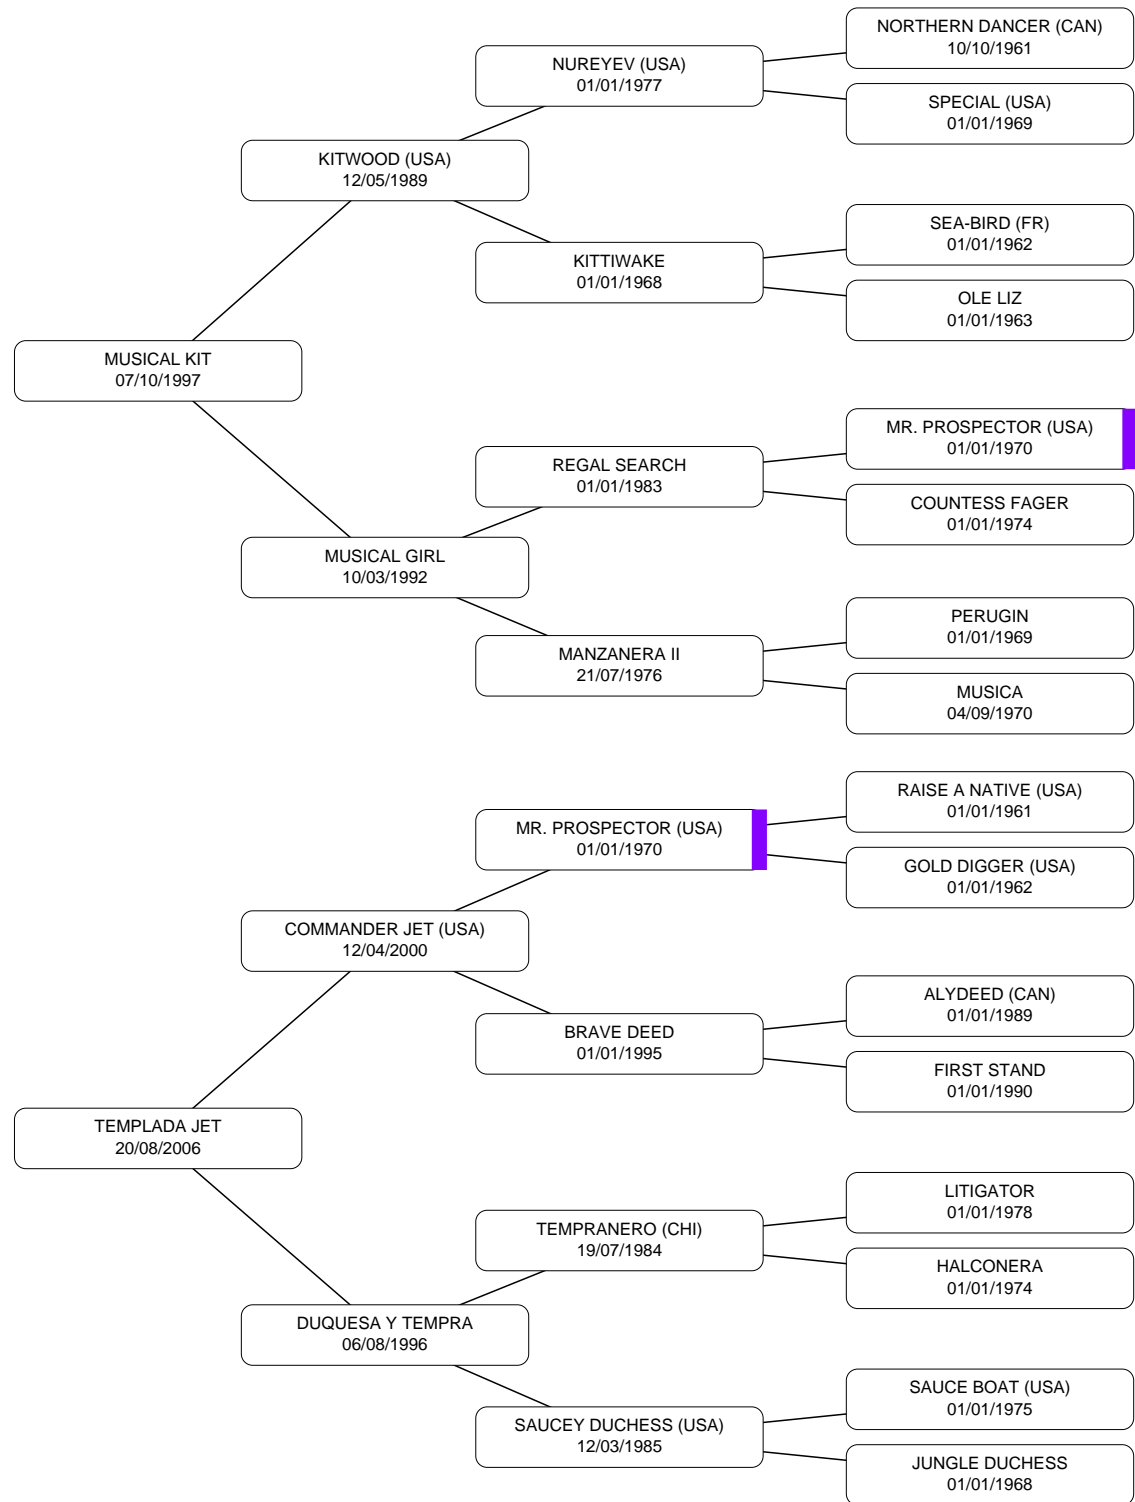 NORTHERN DANCER (CAN)
10/10/1961
NUREYEV (USA)
01/01/1977
SPECIAL (USA)
01/01/1969
KITWOOD (USA)
12/05/1989
SEA-BIRD (FR)
01/01/1962
KITTIWAKE
01/01/1968
OLE LIZ
01/01/1963
MUSICAL KIT
07/10/1997
MR. PROSPECTOR (USA)
01/01/1970
REGAL SEARCH
01/01/1983
COUNTESS FAGER
01/01/1974
MUSICAL GIRL
10/03/1992
PERUGIN
01/01/1969
MANZANERA II
21/07/1976
MUSICA
04/09/1970
RAISE A NATIVE (USA)
01/01/1961
MR. PROSPECTOR (USA)
01/01/1970
GOLD DIGGER (USA)
01/01/1962
COMMANDER JET (USA)
12/04/2000
ALYDEED (CAN)
01/01/1989
BRAVE DEED
01/01/1995
FIRST STAND
01/01/1990
TEMPLADA JET
20/08/2006
LITIGATOR
01/01/1978
TEMPRANERO (CHI)
19/07/1984
HALCONERA
01/01/1974
DUQUESA Y TEMPRA
06/08/1996
SAUCE BOAT (USA)
01/01/1975
SAUCEY DUCHESS (USA)
12/03/1985
JUNGLE DUCHESS
01/01/1968